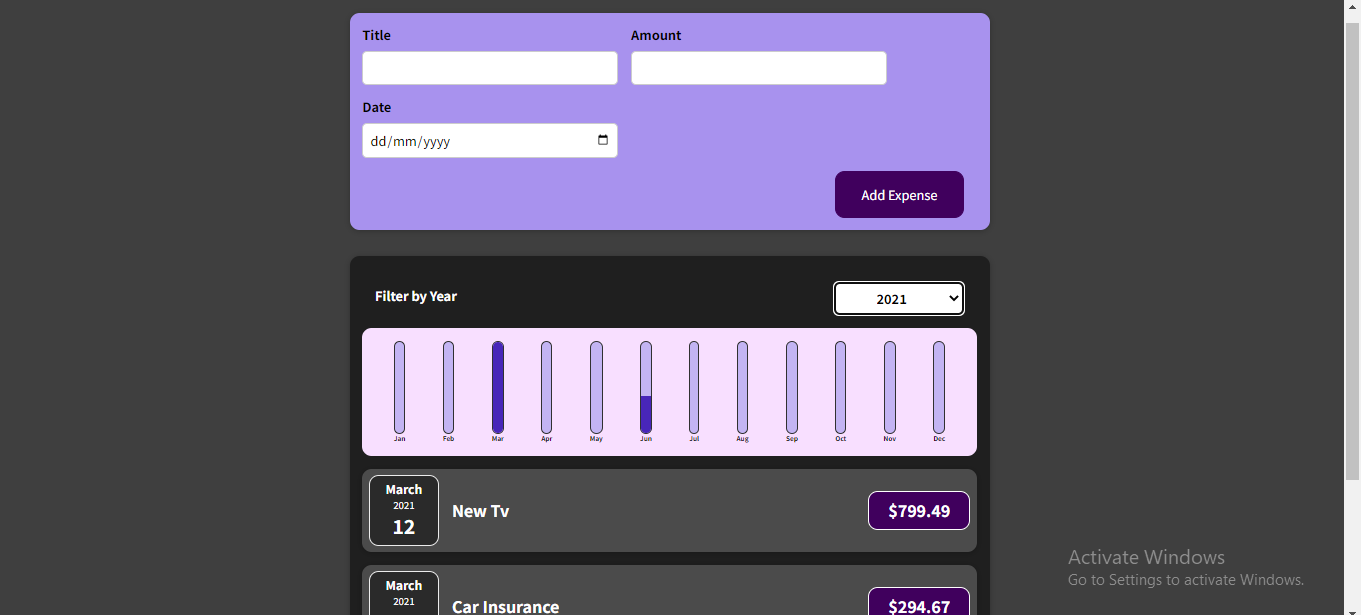 Title Amount
Date
dd/mm/yyyy
Add Expense
Filter by Year 2021
Jan Feb Mar Apr May Jun Jul Aug Sep Oct Nov Dec
March
2021
12
New Tv
$799.49
March
2021
Car Insurance
$294.67
Activate Windows
Go to Settings to activate Windows.